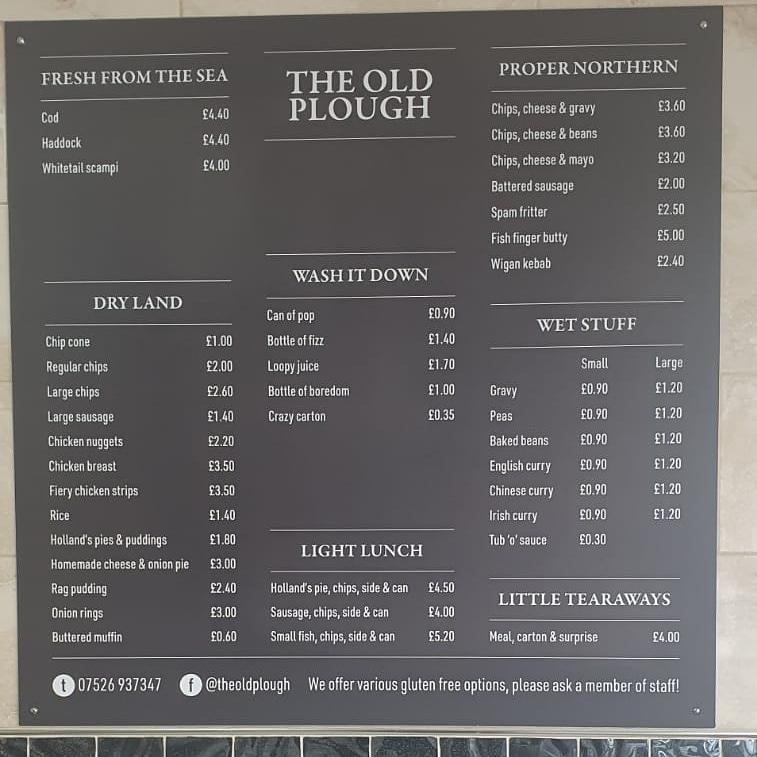 FRESH FROM THE SEA
Cod £4.40
Haddock £4.40
Whitetail scampi £4.00
DRY LAND
Chip cone £1.00
Regular chips £2.00
Large chips £2.60
Large sausage £1.40
Chicken nuggets £2.20
Chicken breast £3.50
Fiery chicken strips £3.50
Rice £1.40
Holland's pies & puddings £1.80
Homemade cheese & onion pie £3.00
Rag pudding £2.40
Onion rings £3.00
Buttered muffin £0.60
THE OLD
PLOUGH
WASH IT DOWN
Can of pop £0.90
Bottle of fizz £1.40
Loopy juice £1.70
Bottle of boredom £1.00
Crazy carton £0.35
LIGHT LUNCH
Holland's pie, chips, side & can £4.50
Sausage, chips, side & can £4.00
Small fish, chips, side & can £5.20
PROPER NORTHERN
Chips, cheese & gravy £3.60
Chips, cheese & beans £3.60
Chips, cheese & mayo £3.20
Battered sausage £2.00
Spam fritter £2.50
Fish finger butty £5.00
Wigan kebab £2.40
WET STUFF
Small Large
Gravy £0.90 £1.20
Peas £0.90 £1.20
Baked beans £0.90 £1.20
English curry £0.90 £1.20
Chinese curry £0.90 £1.20
Irish curry £0.90 £1.20
Tub 'o' sauce £0.30
LITTLE TEARAWAYS
Meal, carton & surprise £4.00
t 07526 937347 f @theoldplough We offer various gluten free options, please ask a member of staff!